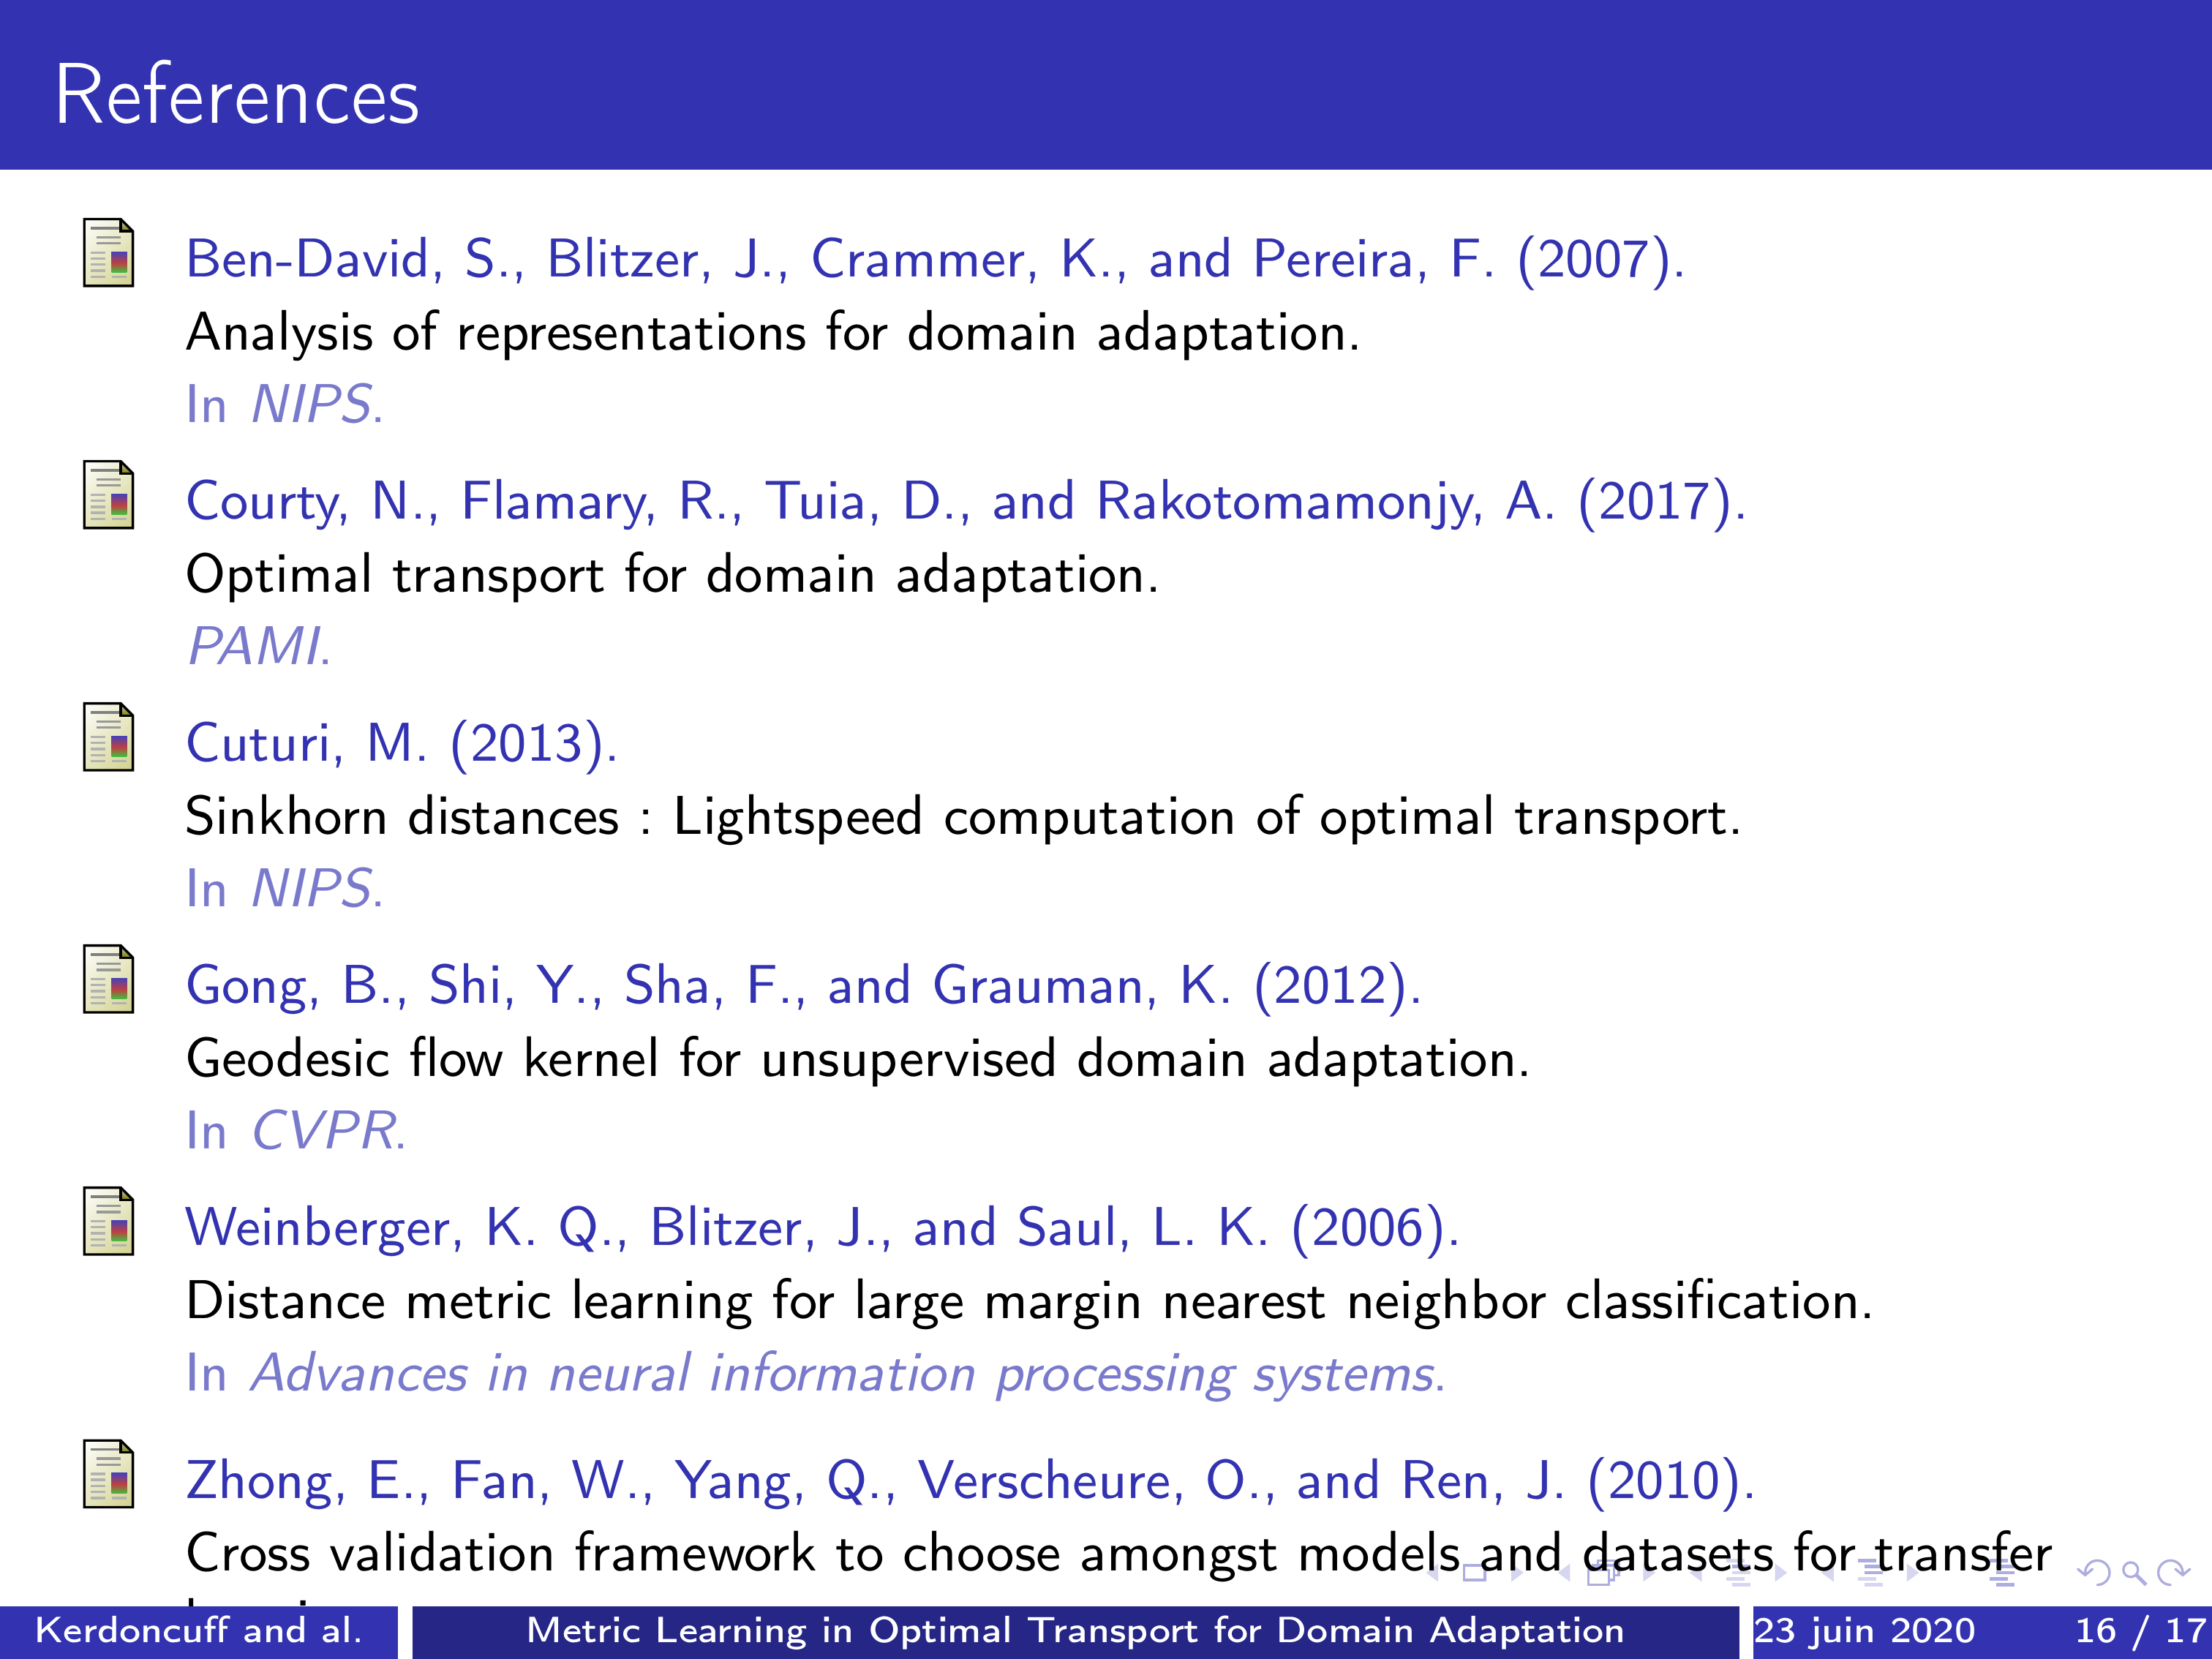 References
Ben-David, S., Blitzer, J., Crammer, K., and Pereira, F. (2007).
Analysis of representations for domain adaptation.
In NIPS.
Courty, N., Flamary, R., Tuia, D., and Rakotomamonjy, A. (2017).
Optimal transport for domain adaptation.
PAMI.
Cuturi, M. (2013).
Sinkhorn distances : Lightspeed computation of optimal transport.
In NIPS.
Gong, B., Shi, Y., Sha, F., and Grauman, K. (2012).
Geodesic flow kernel for unsupervised domain adaptation.
In CVPR.
Weinberger, K. Q., Blitzer, J., and Saul, L. K. (2006).
Distance metric learning for large margin nearest neighbor classification.
In Advances in neural information processing systems.
Zhong, E., Fan, W., Yang, Q., Verscheure, O., and Ren, J. (2010).
Cross validation framework to choose amongst models and datasets for transfer
Kerdoncuff and al. Metric Learning in Optimal Transport for Domain Adaptation 23 juin 2020 16 / 17